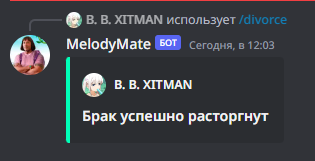 B. B. XITMAN использует /divorce
MelodyMate БОТ Сегодня, в 12:03
B. B. XITMAN
Брак успешно расторгнут